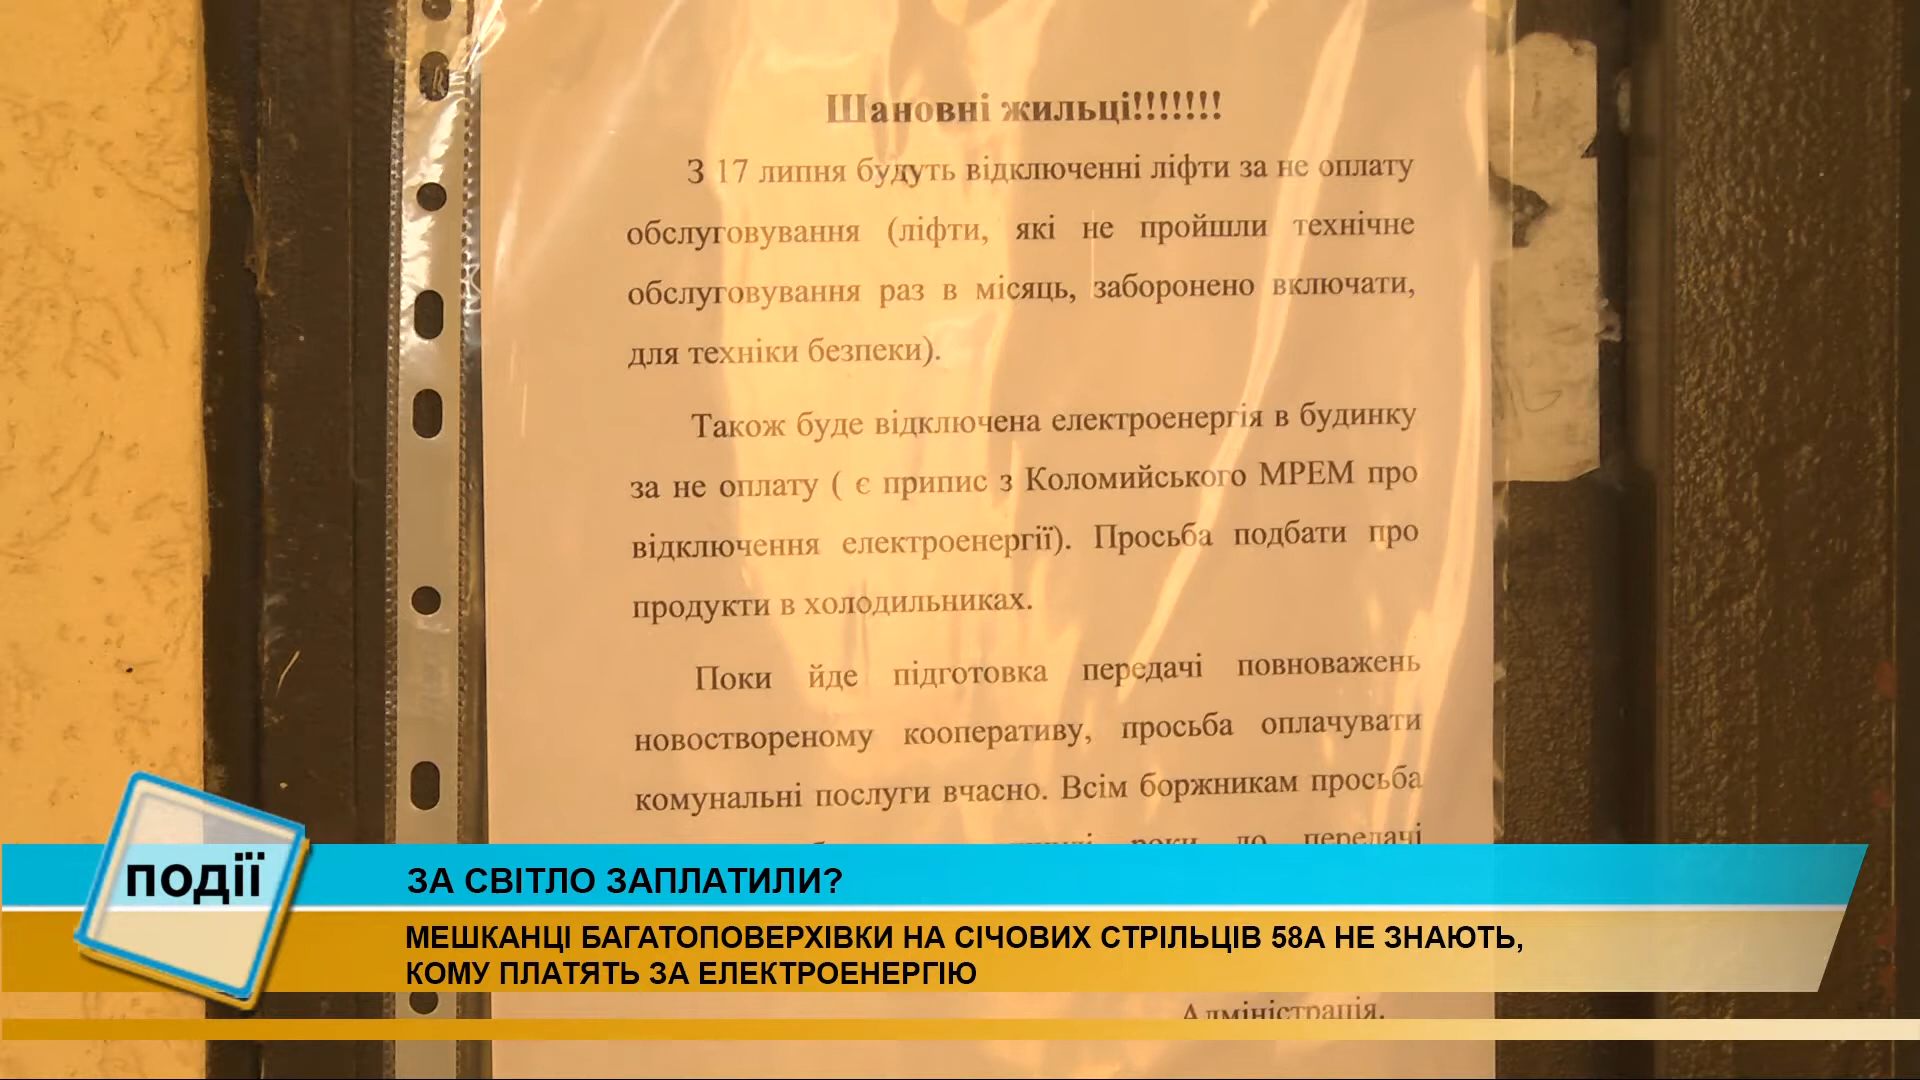 Шановні жильці!!!!!!!
З 17 липня будуть відключенні ліфти за не оплату
обслуговування (ліфти, які не пройшли технічне
обслуговування раз в місяць, заборонено включати,
для техніки безпеки).
Також буде відключена електроенергія в будинку
за не оплату ( є припис з Коломийського МРЕМ про
відключення електроенергії). Просьба подбати про
продукти в холодильниках.
Поки йде підготовка передачі повноважень
новоствореному кооперативу, просьба оплачувати
комунальні послуги вчасно. Всім боржникам просьба
роки до передачі
події
ЗА СВІТЛО ЗАПЛАТИЛИ?
МЕШКАНЦІ БАГАТОПОВЕРХІВКИ НА СІЧОВИХ СТРІЛЬЦІВ 58А НЕ ЗНАЮТЬ,
КОМУ ПЛАТЯТЬ ЗА ЕЛЕКТРОЕНЕРГІЮ
Адміністрація.